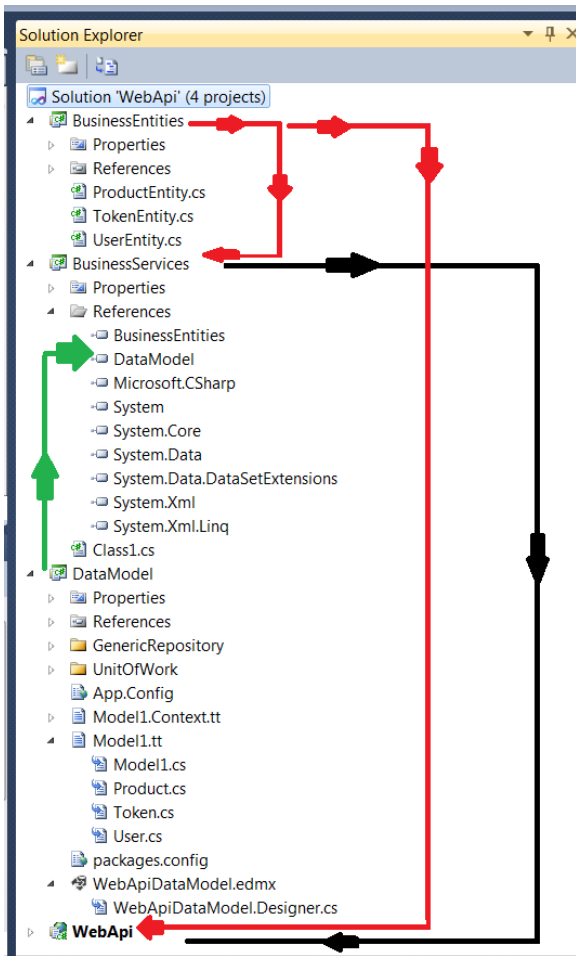 Solution Explorer
Solution 'WebApi' (4 projects)
BusinessEntities
Properties
References
ProductEntity.cs
TokenEntity.cs
UserEntity.cs
BusinessServices
Properties
References
BusinessEntities
DataModel
Microsoft.CSharp
System
System.Core
System.Data
System.Data.DataSetExtensions
System.Xml
System.Xml.Linq
Class1.cs
DataModel
Properties
References
GenericRepository
UnitOfWork
App.Config
Model1.Context.tt
Model1.tt
Model1.cs
Product.cs
Token.cs
User.cs
packages.config
WebApiDataModel.edmx
WebApiDataModel.Designer.cs
WebApi